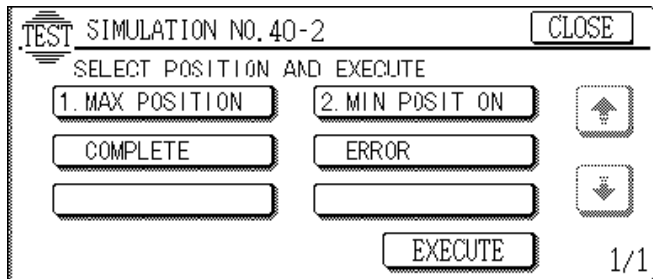 TEST SIMULATION NO.40-2 CLOSE
SELECT POSITION AND EXECUTE
1.MAX POSITION 2.MIN POSIT ON
COMPLETE ERROR
EXECUTE 1/1